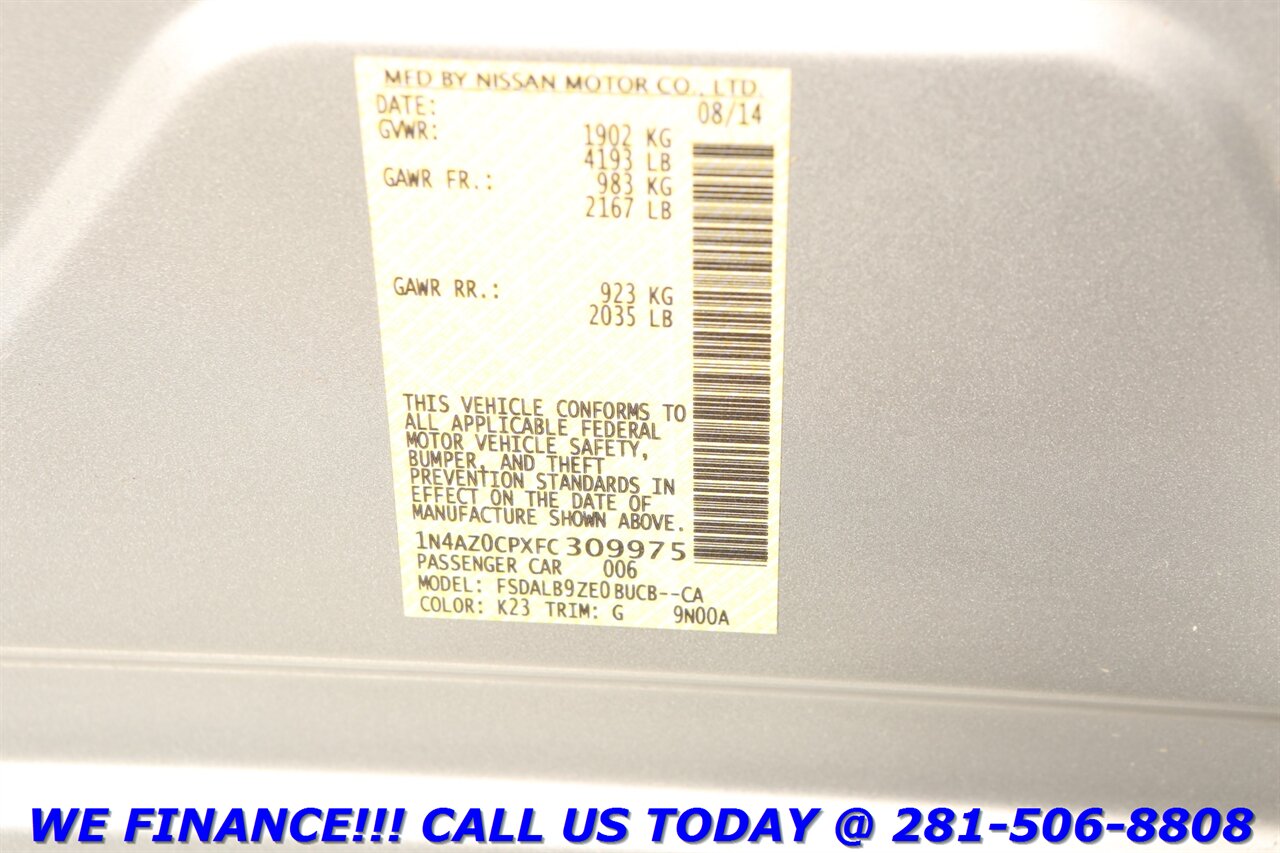 MFD BY NISSAN MOTOR CO., LTD.
DATE: 08/14
GVWR: 1902 KG
4193 LB
GAWR FR.: 983 KG
2167 LB
GAWR RR.: 923 KG
2035 LB
THIS VEHICLE CONFORMS TO
ALL APPLICABLE FEDERAL
MOTOR VEHICLE SAFETY,
BUMPER, AND THEFT
PREVENTION STANDARDS IN
EFFECT ON THE DATE OF
MANUFACTURE SHOWN ABOVE.
1N4AZ0CPXFC309975
PASSENGER CAR 006
MODEL: FSDALB9ZE0BUCB--CA
COLOR: K23 TRIM: G 9N00A
WE FINANCE!!! CALL US TODAY @ 281-506-8808